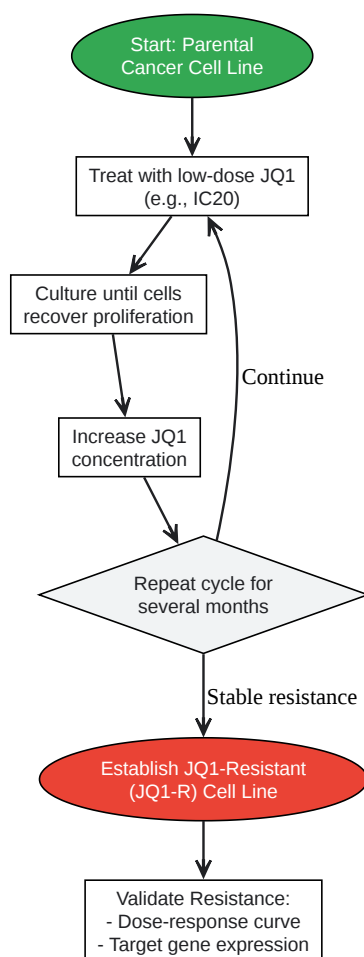 Start: Parental
Cancer Cell Line
Treat with low-dose JQ1
(e.g., IC20)
Culture until cells
recover proliferation
Continue
Increase JQ1
concentration
Repeat cycle for
several months
Stable resistance
Establish JQ1-Resistant
(JQ1-R) Cell Line
Validate Resistance:
- Dose-response curve
- Target gene expression